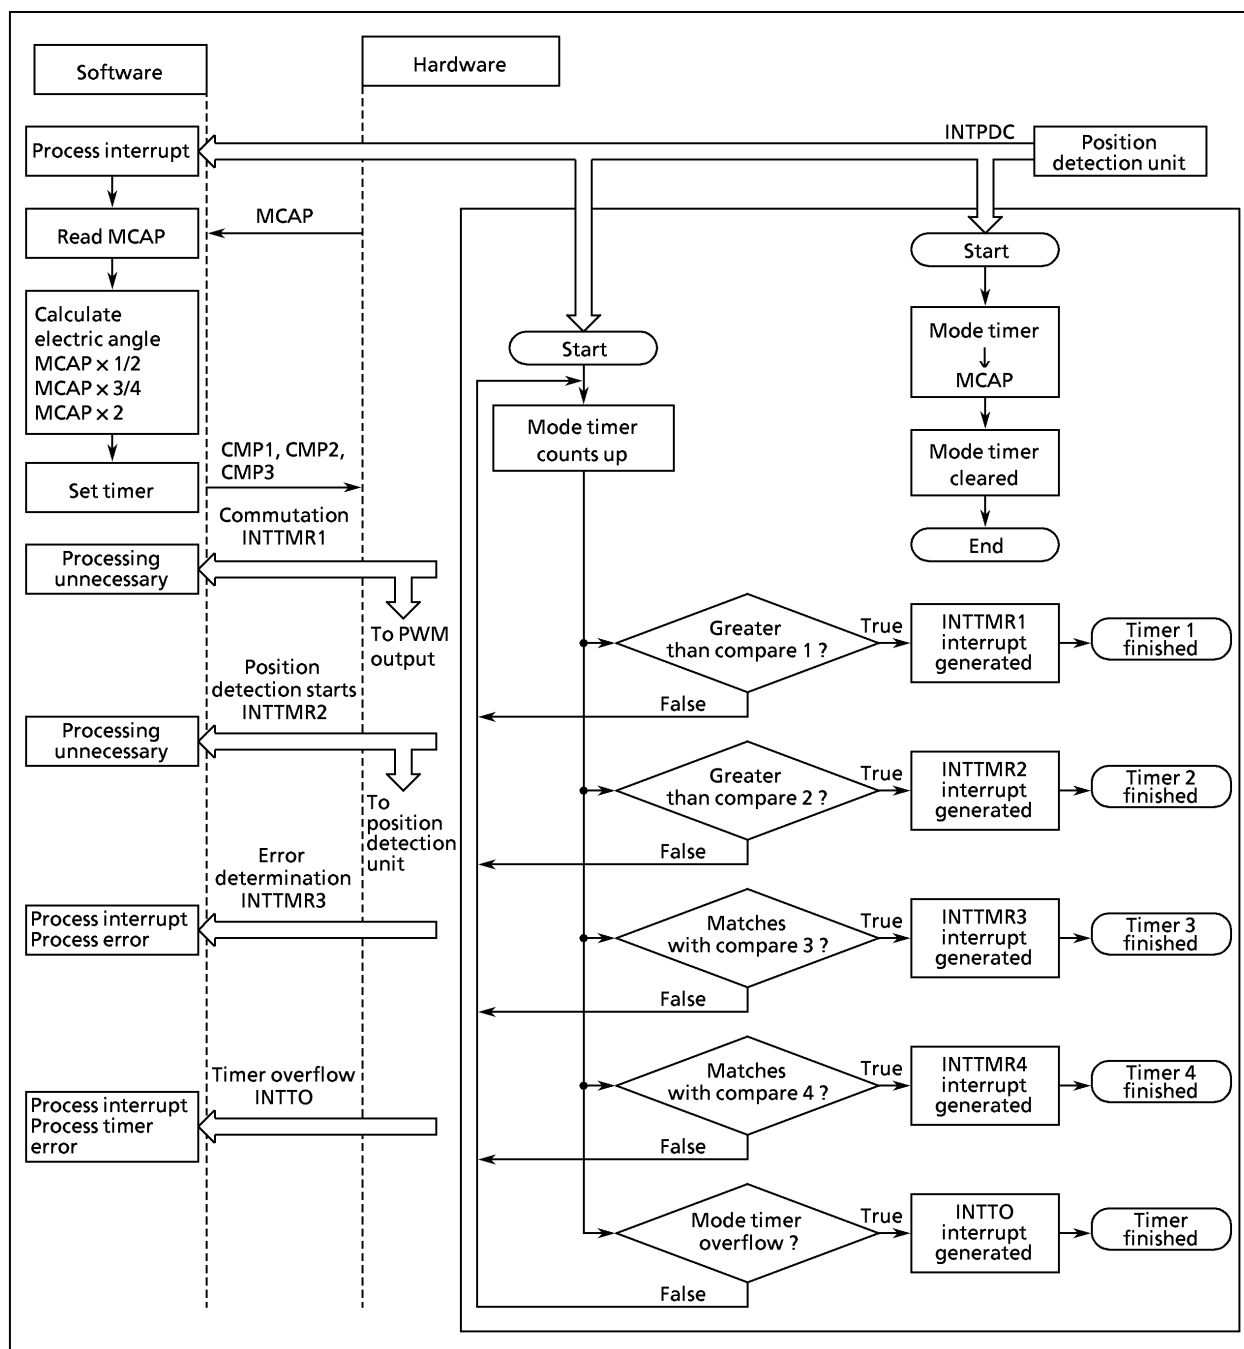 Software
Hardware
INTPDC
Process interrupt
Position
detection unit
MCAP
Read MCAP
Start
Calculate
electric angle
MCAP × 1/2
MCAP × 3/4
MCAP × 2
Start
Mode timer
MCAP
Mode timer
counts up
Mode timer
cleared
CMP1, CMP2,
CMP3
Set timer
End
Commutation
INTTMR1
Processing
unnecessary
To PWM
output
Greater
than compare 1 ?
True
INTTMR1
interrupt
generated
Timer 1
finished
False
Position
detection starts
INTTMR2
Processing
unnecessary
To
position
detection
unit
Greater
than compare 2 ?
True
INTTMR2
interrupt
generated
Timer 2
finished
False
Error
determination
INTTMR3
Process interrupt
Process error
Matches
with compare 3 ?
True
INTTMR3
interrupt
generated
Timer 3
finished
False
Matches
with compare 4 ?
True
INTTMR4
interrupt
generated
Timer 4
finished
False
Timer overflow
INTTO
Process interrupt
Process timer
error
Mode timer
overflow ?
True
INTTO
interrupt
generated
Timer
finished
False